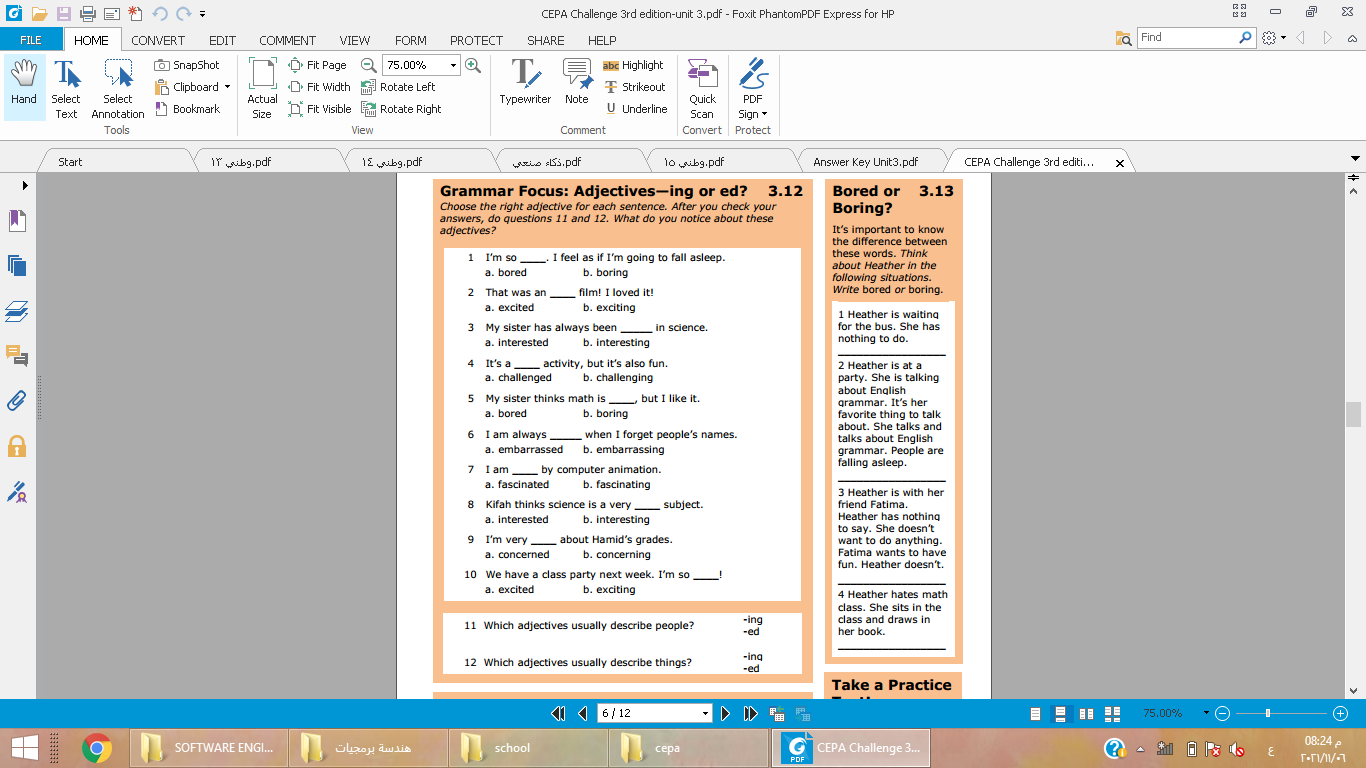 CEPA Challenge 3rd edition-unit 3.pdf - Foxit PhantomPDF Express for HP
FILE HOME CONVERT EDIT COMMENT VIEW FORM PROTECT SHARE HELP
Find
Hand
Select Text
Select Annotation
SnapShot
Clipboard
Bookmark
Tools
Actual Size
Fit Page
Fit Width
Fit Visible
75.00%
Rotate Left
Rotate Right
View
Typewriter
Note
abc Highlight
Strikeout
U Underline
Comment
Quick Scan
Convert
PDF Sign
Protect
Start
وطني ١٣.pdf
وطني ١٤.pdf
ذكاء صنعي.pdf
وطني ١٥.pdf
Answer Key Unit3.pdf
CEPA Challenge 3rd editi...
Grammar Focus: Adjectives—ing or ed? 3.12
Choose the right adjective for each sentence. After you check your
answers, do questions 11 and 12. What do you notice about these
adjectives?
1 I'm so ____. I feel as if I'm going to fall asleep.
a. bored b. boring
2 That was an ____ film! I loved it!
a. excited b. exciting
3 My sister has always been _____ in science.
a. interested b. interesting
4 It's a ____ activity, but it's also fun.
a. challenged b. challenging
5 My sister thinks math is ____, but I like it.
a. bored b. boring
6 I am always _____ when I forget people's names.
a. embarrassed b. embarrassing
7 I am ____ by computer animation.
a. fascinated b. fascinating
8 Kifah thinks science is a very ____ subject.
a. interested b. interesting
9 I'm very ____ about Hamid's grades.
a. concerned b. concerning
10 We have a class party next week. I'm so ____!
a. excited b. exciting
11 Which adjectives usually describe people? -ing
-ed
12 Which adjectives usually describe things? -ing
-ed
Bored or 3.13
Boring?
It's important to know
the difference between
these words. Think
about Heather in the
following situations.
Write bored or boring.
1 Heather is waiting
for the bus. She has
nothing to do.
2 Heather is at a
party. She is talking
about English
grammar. It's her
favorite thing to talk
about. She talks and
talks about English
grammar. People are
falling asleep.
3 Heather is with her
friend Fatima.
Heather has nothing
to say. She doesn't
want to do anything.
Fatima wants to have
fun. Heather doesn't.
4 Heather hates math
class. She sits in the
class and draws in
her book.
Take a Practice
6 / 12
75.00%
SOFTWARE ENGI...
هندسة برمجيات
school
cepa
PDF
CEPA Challenge 3...
ع
08:24 م
٢٠٢١/١١/٠٦